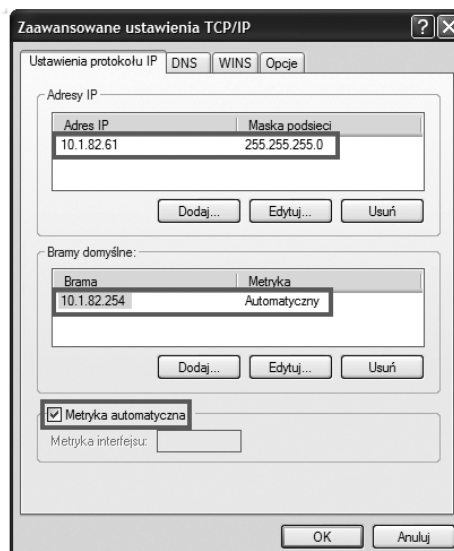 Zaawansowane ustawienia TCP/IP
Ustawienia protokołu IP DNS WINS Opcje
Adresy IP
Adres IP Maska podsieci
10.1.82.61 255.255.255.0
Dodaj... Edytuj... Usuń
Bramy domyślne:
Brama Metryka
10.1.82.254 Automatyczny
Dodaj... Edytuj... Usuń
Metryka automatyczna
Metryka interfejsu:
OK Anuluj